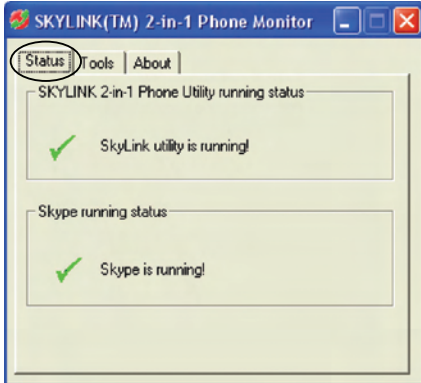 SKYLINK(TM) 2-in-1 Phone Monitor
Status Tools About
SKYLINK 2-in-1 Phone Utility running status
SkyLink utility is running!
Skype running status
Skype is running!